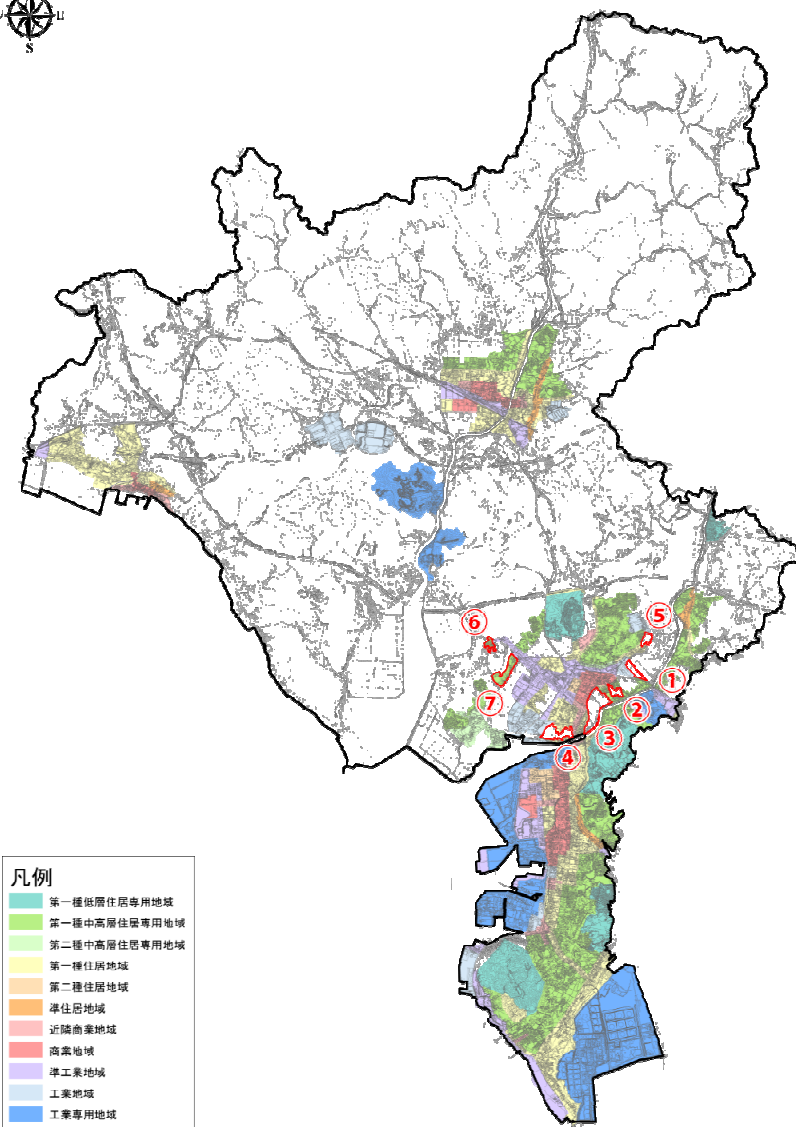 S
⑥
⑤
①
⑦
②
③
④
凡例
第一種低層住居専用地域
第一種中高層住居専用地域
第二種中高層住居専用地域
第一種住居地域
第二種住居地域
準住居地域
近隣商業地域
商業地域
準工業地域
工業地域
工業専用地域